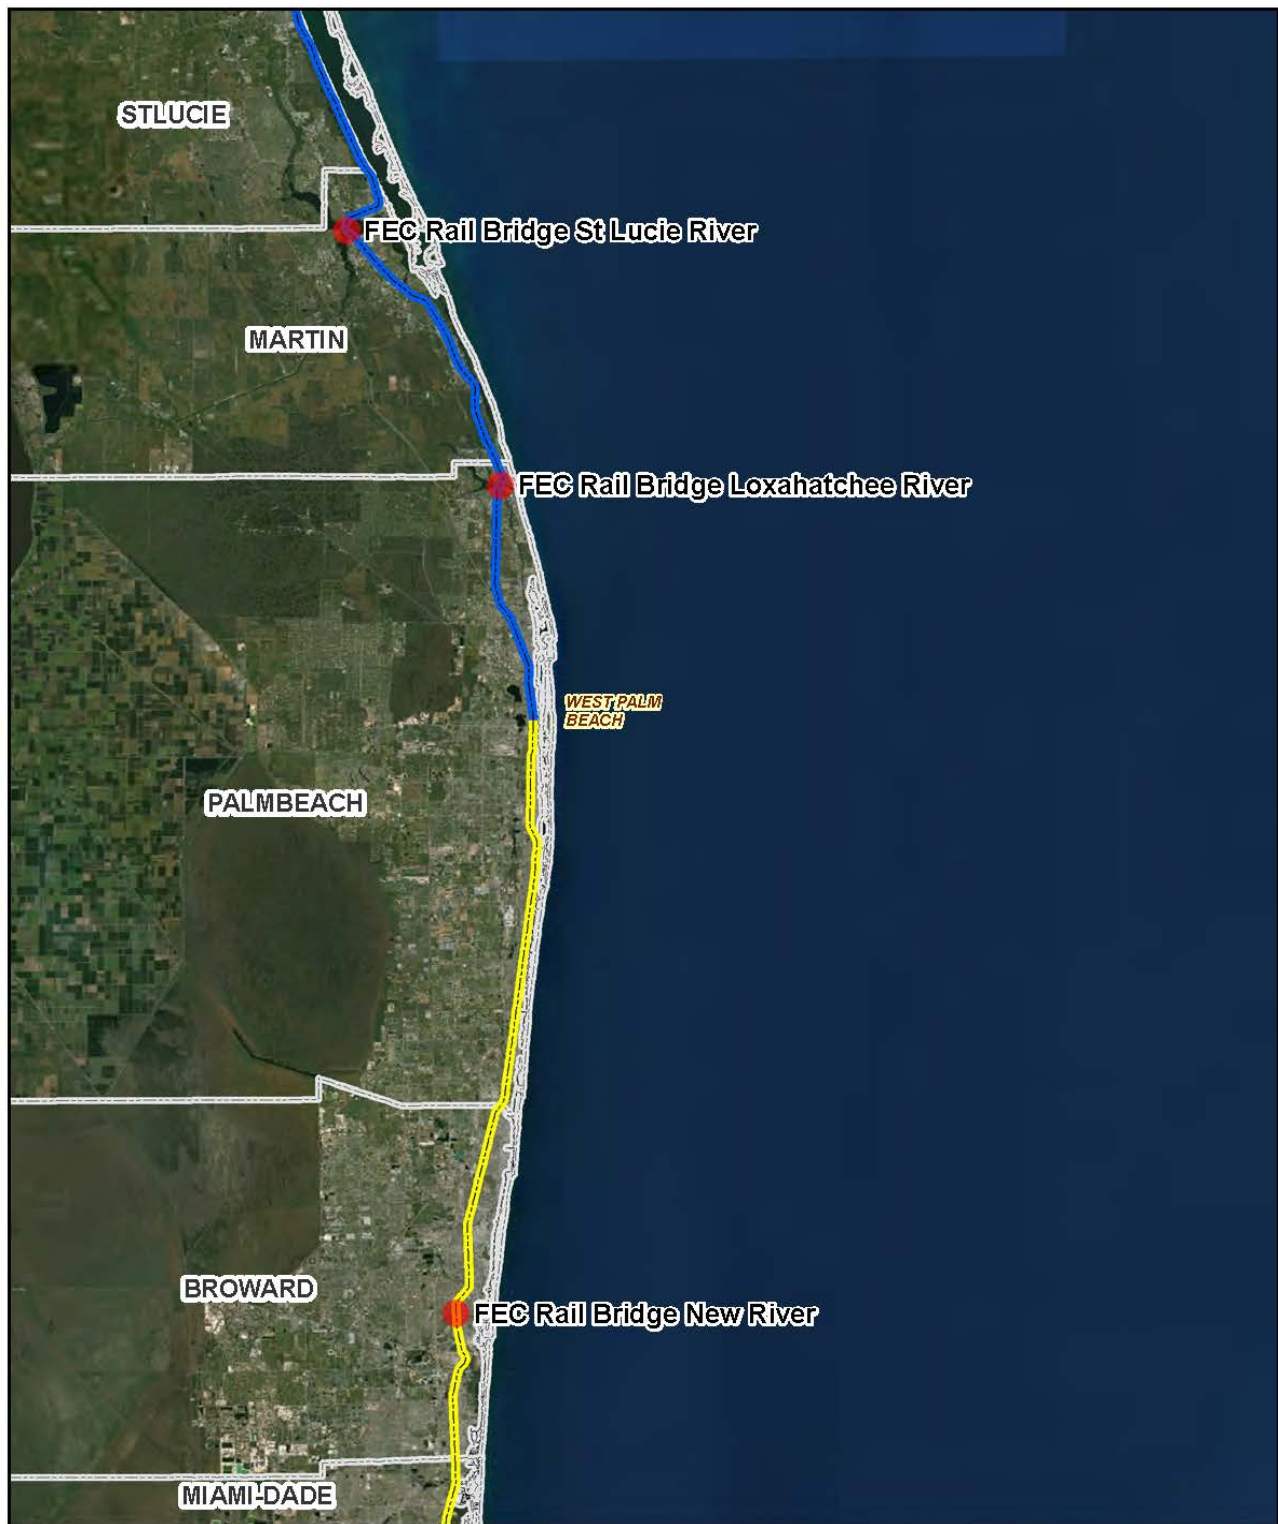 STLUCIE
FEC Rail Bridge St Lucie River
MARTIN
FEC Rail Bridge Loxahatchee River
WEST PALM
BEACH
PALMBEACH
BROWARD
FEC Rail Bridge New River
MIAMI-DADE